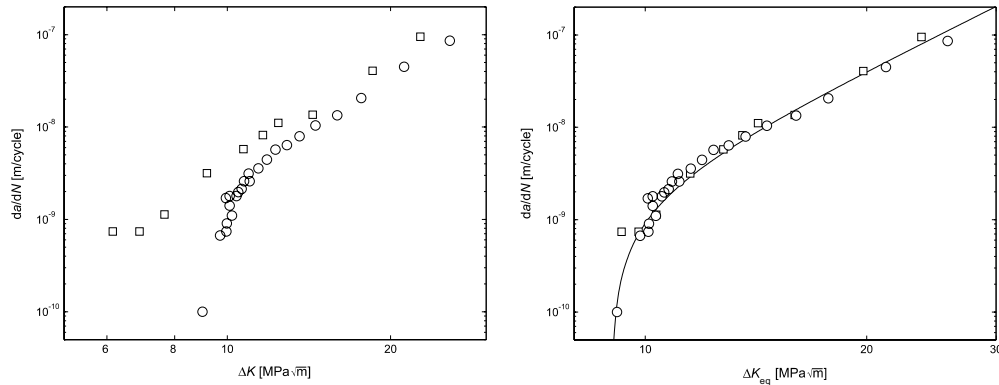 10⁻⁷
10⁻⁸
10⁻⁹
10⁻¹⁰
da/dN [m/cycle]
6 8 10 20
ΔK [MPa√m]
10⁻⁷
10⁻⁸
10⁻⁹
10⁻¹⁰
da/dN [m/cycle]
10 20 30
ΔK_eq [MPa√m]